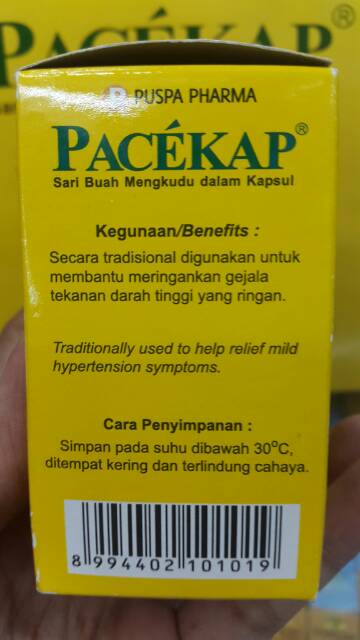 PACÉKAP®
PUSPA PHARMA
PACÉKAP®
Sari Buah Mengkudu dalam Kapsul
Kegunaan/Benefits :
Secara tradisional digunakan untuk
membantu meringankan gejala
tekanan darah tinggi yang ringan.
Traditionally used to help relief mild
hypertension symptoms.
Cara Penyimpanan :
Simpan pada suhu dibawah 30°C,
ditempat kering dan terlindung cahaya.
8 994402 101019